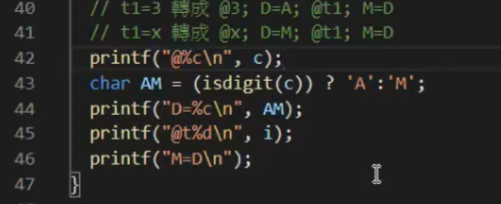 40 // t1=3 轉成 @3; D=A; @t1; M=D
41 // t1=x 轉成 @x; D=M; @t1; M=D
42 printf("@%c\n", c);
43 char AM = (isdigit(c)) ? 'A':'M';
44 printf("D=%c\n", AM);
45 printf("@t%d\n", i);
46 printf("M=D\n");
47 }